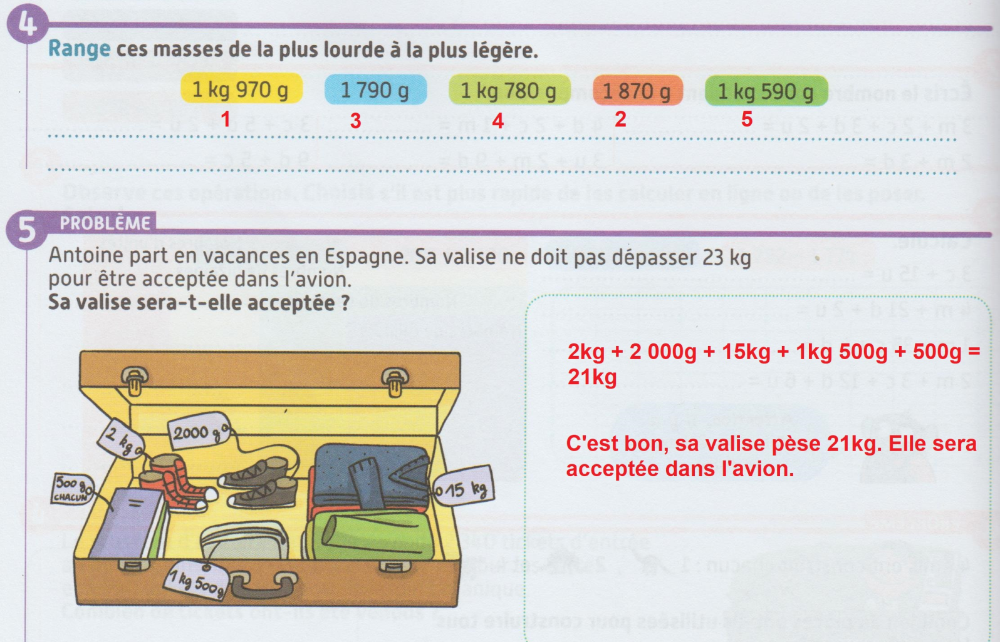 4
Range ces masses de la plus lourde à la plus légère.
1 kg 970 g 1 790 g 1 kg 780 g 1 870 g 1 kg 590 g
1 3 4 2 5
5 PROBLÈME
Antoine part en vacances en Espagne. Sa valise ne doit pas dépasser 23 kg
pour être acceptée dans l'avion.
Sa valise sera-t-elle acceptée ?
2kg + 2 000g + 15kg + 1kg 500g + 500g =
21kg
C'est bon, sa valise pèse 21kg. Elle sera
acceptée dans l'avion.
2 kg
2000 g
500 g
CHACUN
15 kg
1 kg 500g